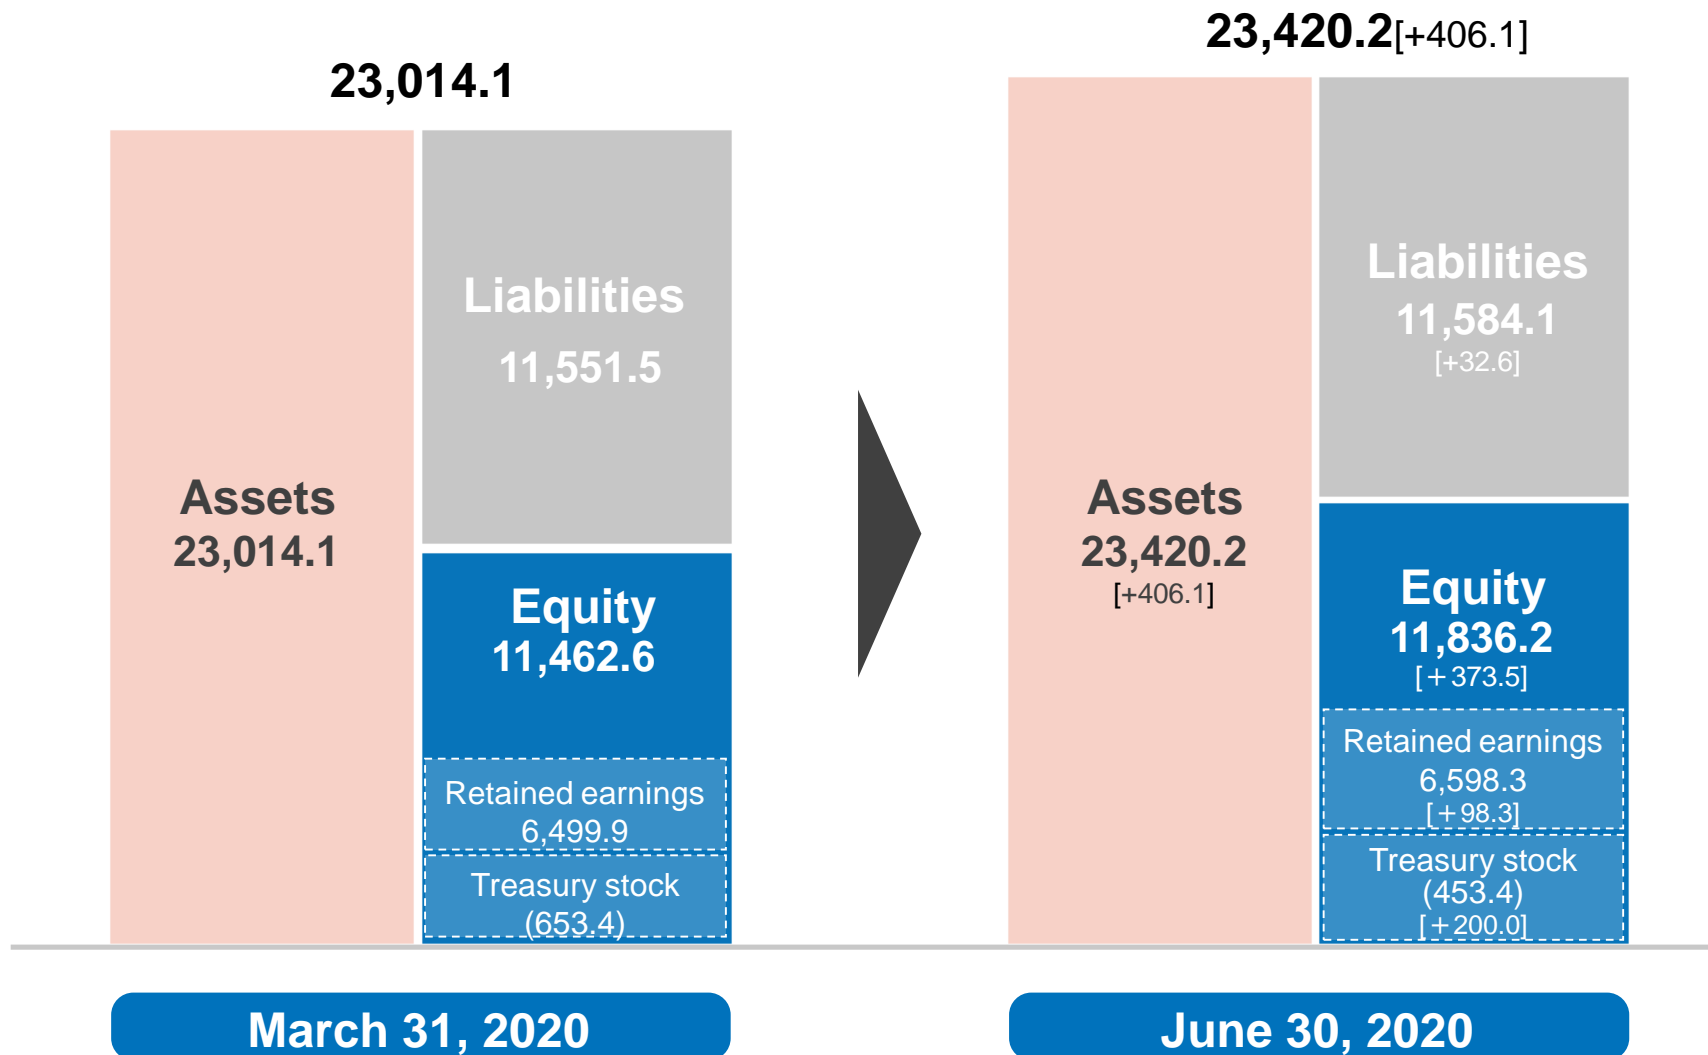 23,014.1
Assets
23,014.1
Liabilities
11,551.5
Equity
11,462.6
Retained earnings
6,499.9
Treasury stock
(653.4)
March 31, 2020
23,420.2[+406.1]
Assets
23,420.2
[+406.1]
Liabilities
11,584.1
[+32.6]
Equity
11,836.2
[+373.5]
Retained earnings
6,598.3
[+98.3]
Treasury stock
(453.4)
[+200.0]
June 30, 2020